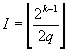 I = [2^{k-1} / 2q]